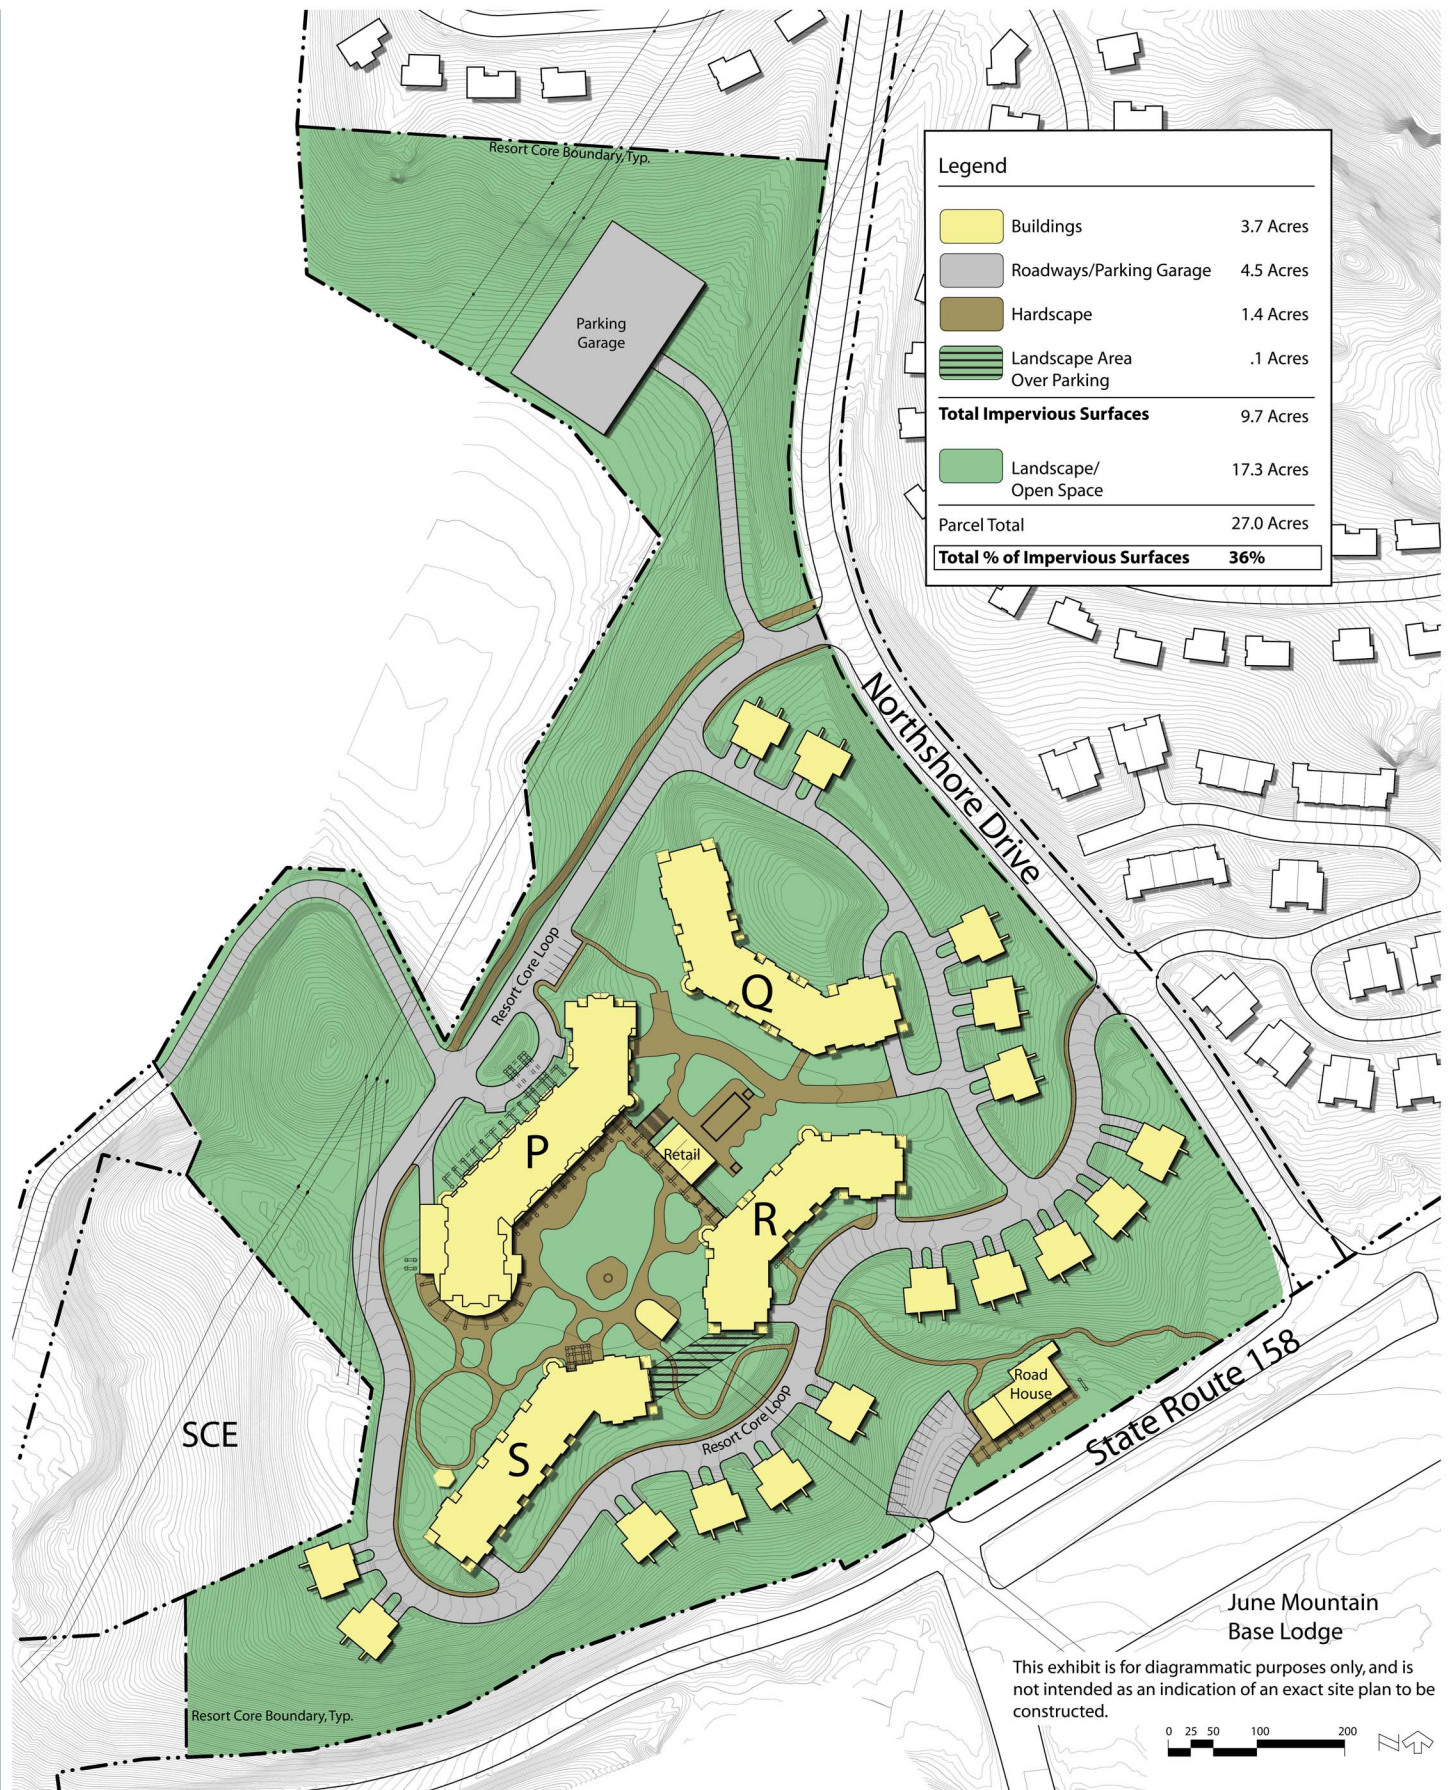 Resort Core Boundary, Typ.
Legend
Buildings 3.7 Acres
Roadways/Parking Garage 4.5 Acres
Hardscape 1.4 Acres
Landscape Area .1 Acres
Over Parking
Total Impervious Surfaces 9.7 Acres
Landscape/ 17.3 Acres
Open Space
Parcel Total 27.0 Acres
Total % of Impervious Surfaces 36%
Parking
Garage
Northshore Drive
Resort Core Loop
Q
P
Retail
R
Road
House
State Route 158
Resort Core Loop
SCE
S
June Mountain
Base Lodge
This exhibit is for diagrammatic purposes only, and is
not intended as an indication of an exact site plan to be
constructed.
Resort Core Boundary, Typ.
0 25 50 100 200
N